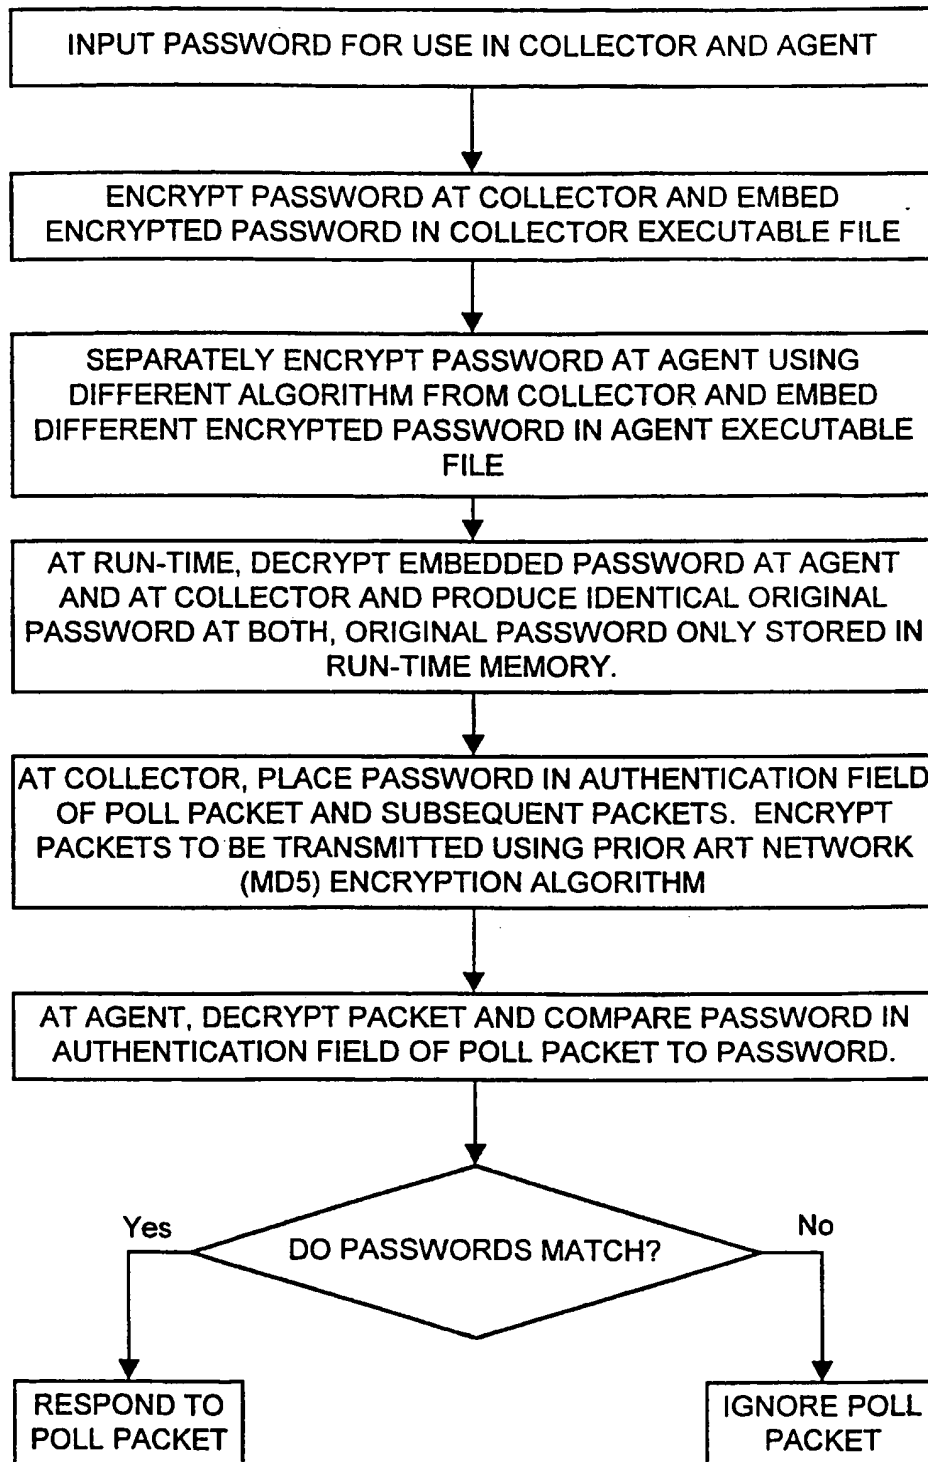 INPUT PASSWORD FOR USE IN COLLECTOR AND AGENT
ENCRYPT PASSWORD AT COLLECTOR AND EMBED
ENCRYPTED PASSWORD IN COLLECTOR EXECUTABLE FILE
SEPARATELY ENCRYPT PASSWORD AT AGENT USING
DIFFERENT ALGORITHM FROM COLLECTOR AND EMBED
DIFFERENT ENCRYPTED PASSWORD IN AGENT EXECUTABLE
FILE
AT RUN-TIME, DECRYPT EMBEDDED PASSWORD AT AGENT
AND AT COLLECTOR AND PRODUCE IDENTICAL ORIGINAL
PASSWORD AT BOTH, ORIGINAL PASSWORD ONLY STORED IN
RUN-TIME MEMORY.
AT COLLECTOR, PLACE PASSWORD IN AUTHENTICATION FIELD
OF POLL PACKET AND SUBSEQUENT PACKETS. ENCRYPT
PACKETS TO BE TRANSMITTED USING PRIOR ART NETWORK
(MD5) ENCRYPTION ALGORITHM
AT AGENT, DECRYPT PACKET AND COMPARE PASSWORD IN
AUTHENTICATION FIELD OF POLL PACKET TO PASSWORD.
Yes
No
DO PASSWORDS MATCH?
RESPOND TO
POLL PACKET
IGNORE POLL
PACKET